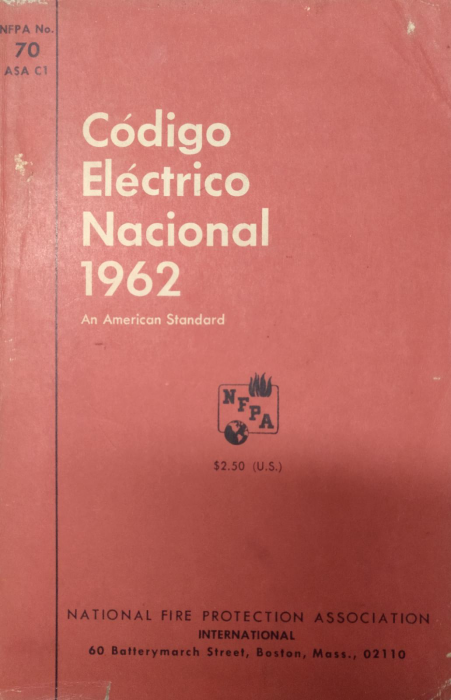 NFPA No.
70
ASA C1
Código
Eléctrico
Nacional
1962
An American Standard
NFPA
$2.50 (U.S.)
NATIONAL FIRE PROTECTION ASSOCIATION
INTERNATIONAL
60 Batterymarch Street, Boston, Mass., 02110